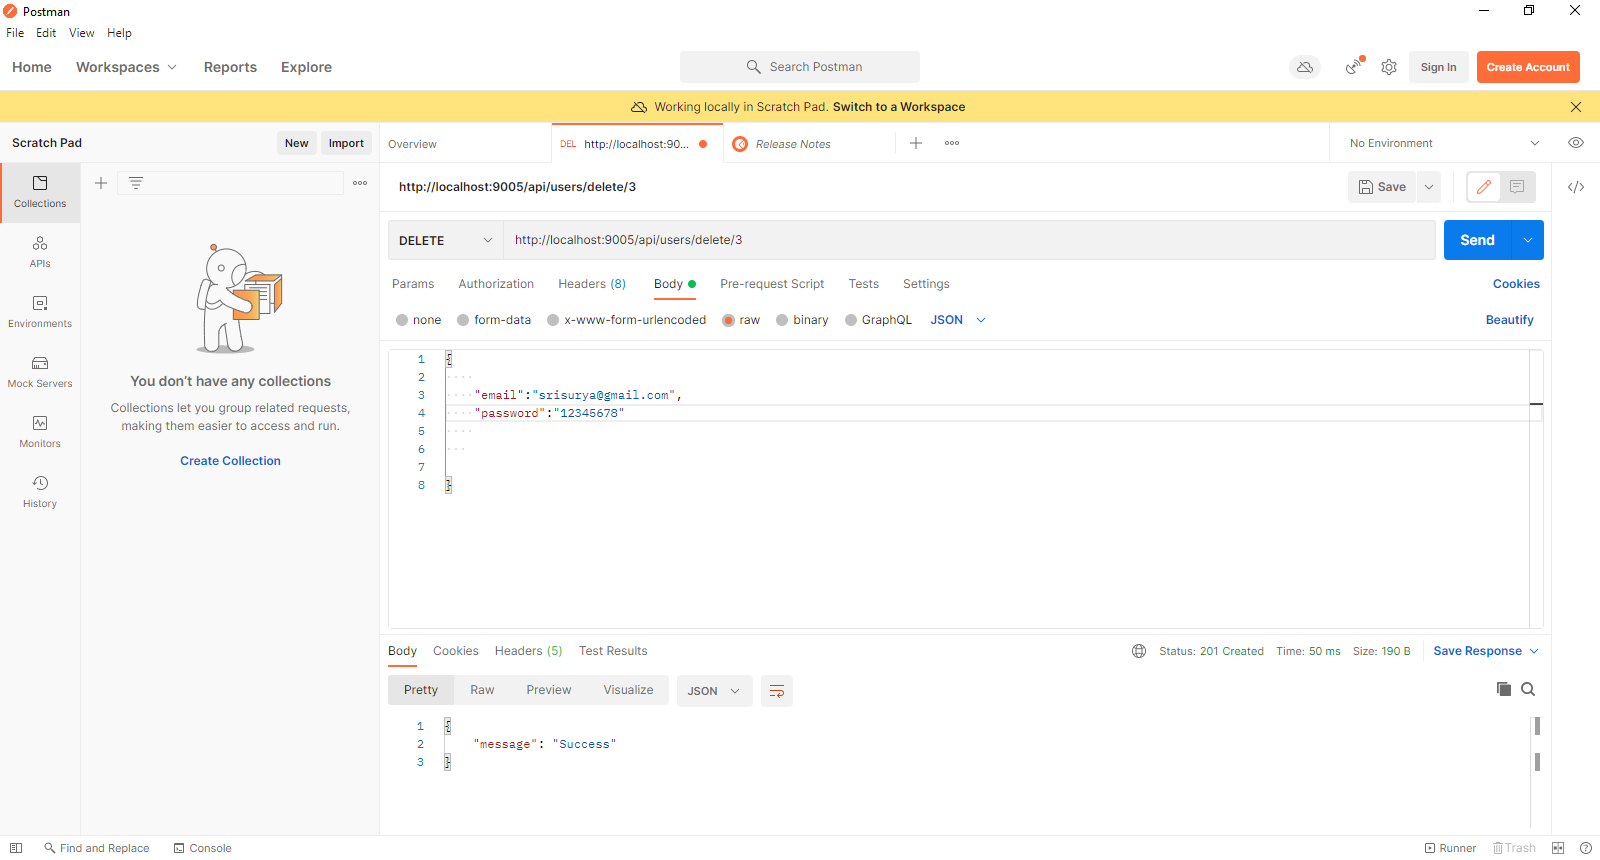 Postman
File Edit View Help
Home Workspaces Reports Explore Search Postman Sign In Create Account
Working locally in Scratch Pad. Switch to a Workspace
Scratch Pad New Import Overview DEL http://localhost:90... Release Notes ooo No Environment
Collections ooo http://localhost:9005/api/users/delete/3 Save </>
APIs
Environments
Mock Servers
Monitors
History
You don't have any collections
Collections let you group related requests,
making them easier to access and run.
Create Collection
DELETE http://localhost:9005/api/users/delete/3 Send
Params Authorization Headers (8) Body Pre-request Script Tests Settings Cookies
none form-data x-www-form-urlencoded raw binary GraphQL JSON Beautify
1 {
2 ····
3 ····"email":"srisurya@gmail.com",
4 ····"password":"12345678"
5 ····
6 ···
7
8 }
Body Cookies Headers (5) Test Results Status: 201 Created Time: 50 ms Size: 190 B Save Response
Pretty Raw Preview Visualize JSON
1 {
2 "message": "Success"
3 }
Find and Replace Console Runner Trash